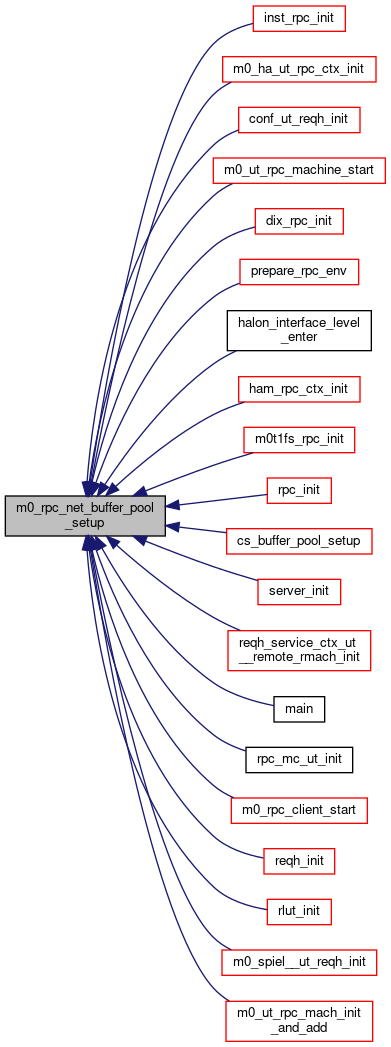 inst_rpc_init
m0_ha_ut_rpc_ctx_init
conf_ut_reqh_init
m0_ut_rpc_machine_start
dix_rpc_init
prepare_rpc_env
halon_interface_level
_enter
ham_rpc_ctx_init
m0t1fs_rpc_init
rpc_init
m0_rpc_net_buffer_pool
_setup
cs_buffer_pool_setup
server_init
reqh_service_ctx_ut
__remote_rmach_init
main
rpc_mc_ut_init
m0_rpc_client_start
reqh_init
rlut_init
m0_spiel__ut_reqh_init
m0_ut_rpc_mach_init
_and_add